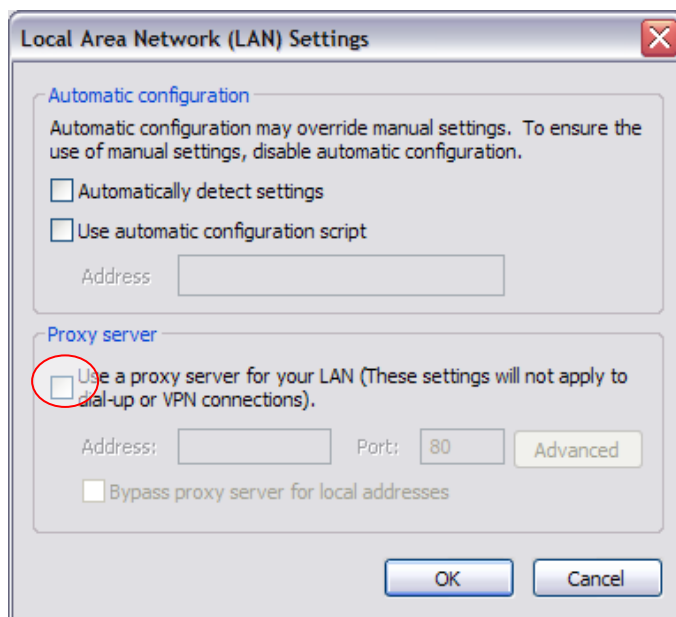 Local Area Network (LAN) Settings
Automatic configuration
Automatic configuration may override manual settings. To ensure the
use of manual settings, disable automatic configuration.
Automatically detect settings
Use automatic configuration script
Address
Proxy server
Use a proxy server for your LAN (These settings will not apply to
dial-up or VPN connections).
Address: Port: 80 Advanced
Bypass proxy server for local addresses
OK Cancel